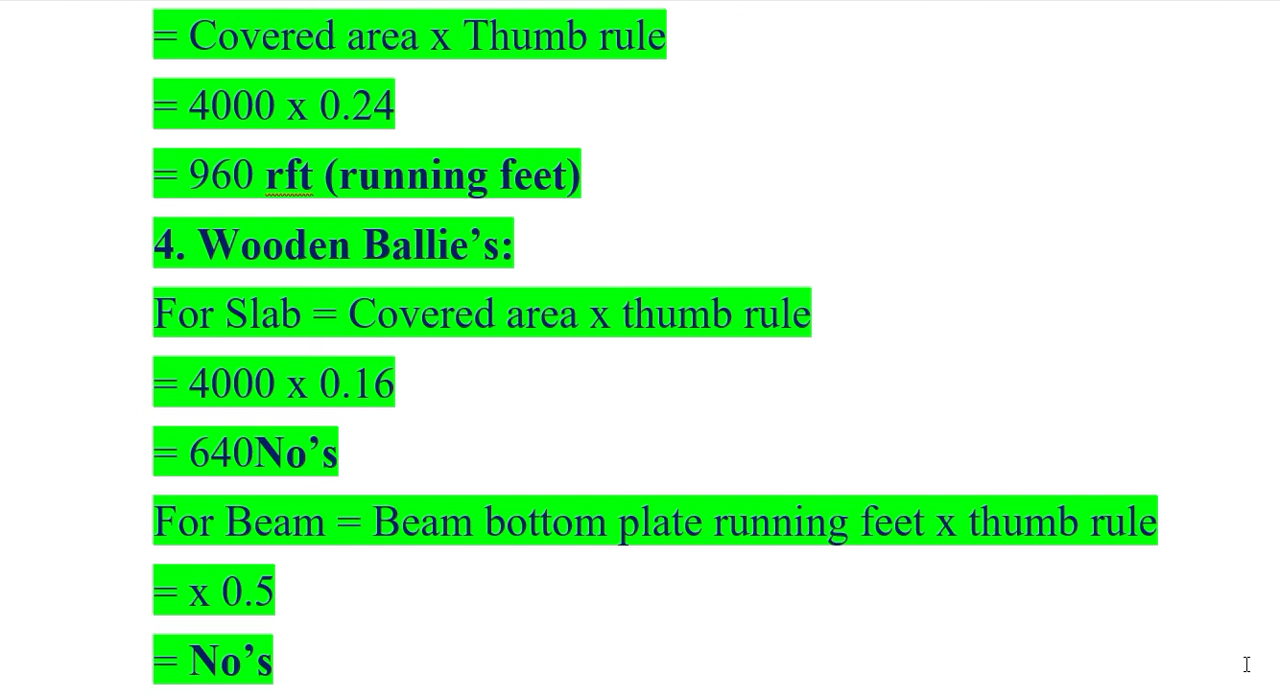 = Covered area x Thumb rule
= 4000 x 0.24
= 960 rft (running feet)
4. Wooden Ballie’s:
For Slab = Covered area x thumb rule
= 4000 x 0.16
= 640No’s
For Beam = Beam bottom plate running feet x thumb rule
= x 0.5
= No’s